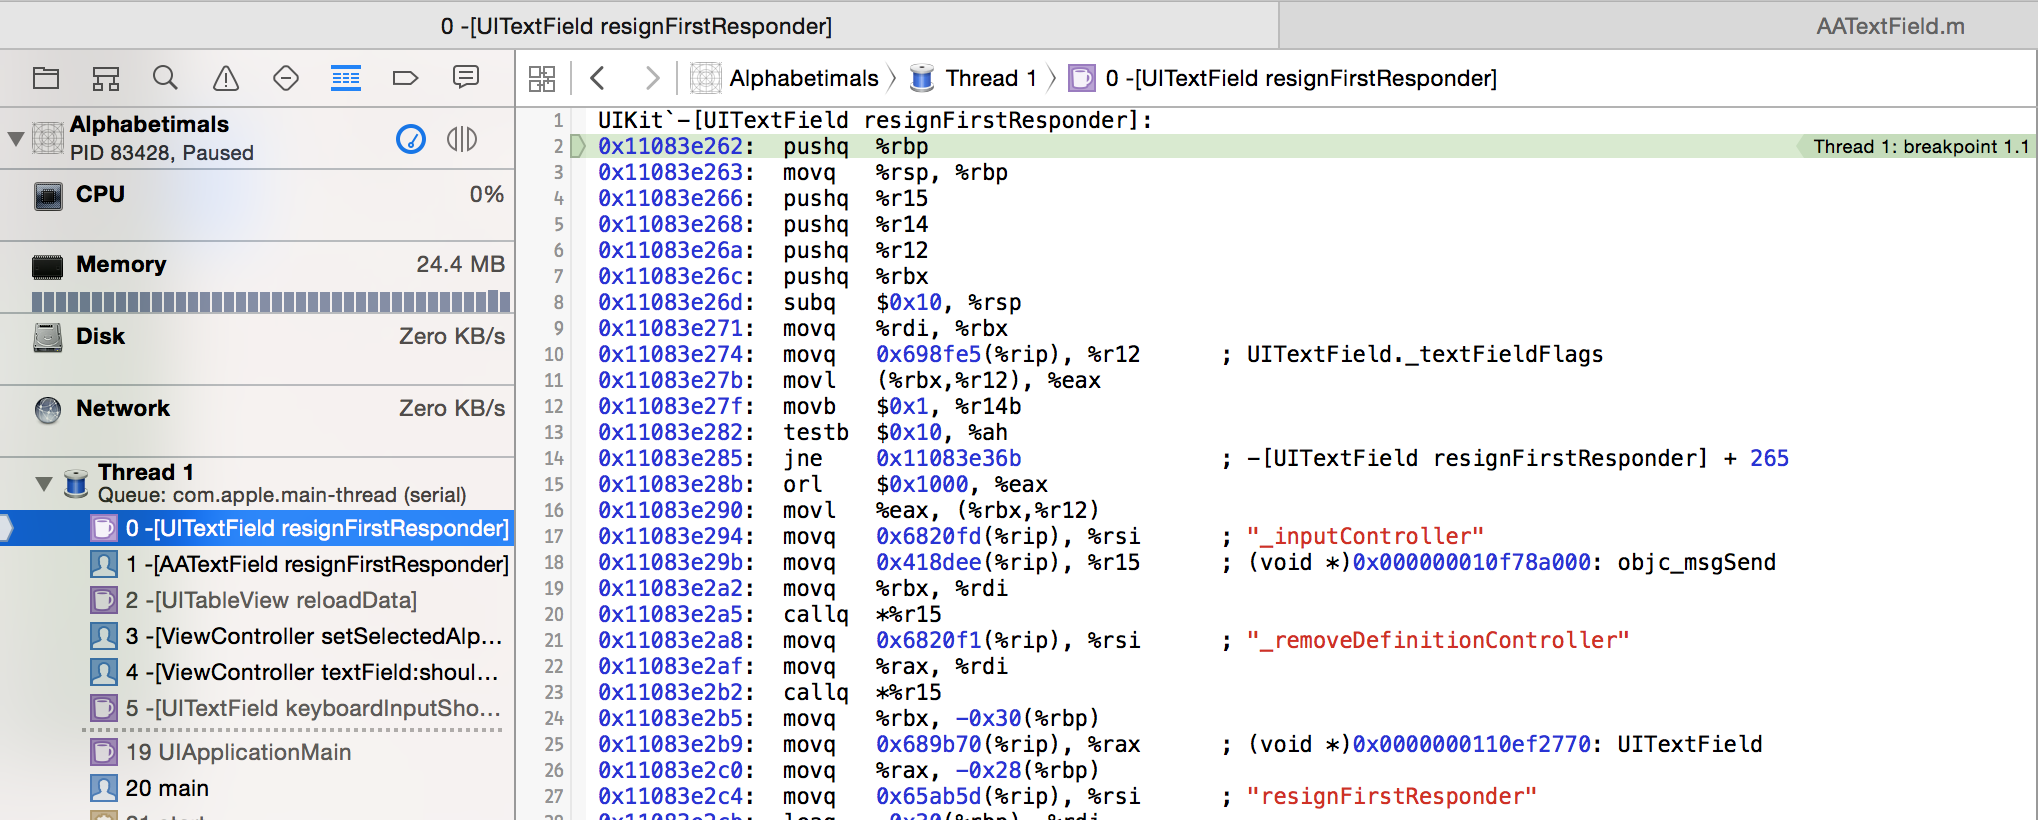 0 -[UITextField resignFirstResponder]
AATextField.m
Alphabetimals
Thread 1
0 -[UITextField resignFirstResponder]
Alphabetimals
PID 83428, Paused
CPU 0%
Memory 24.4 MB
Disk Zero KB/s
Network Zero KB/s
Thread 1
Queue: com.apple.main-thread (serial)
0 -[UITextField resignFirstResponder]
1 -[AATextField resignFirstResponder]
2 -[UITableView reloadData]
3 -[ViewController setSelectedAlp...
4 -[ViewController textField:shoul...
5 -[UITextField keyboardInputSho...
19 UIApplicationMain
20 main
1 UIKit`-[UITextField resignFirstResponder]:
2 0x11083e262: pushq %rbp Thread 1: breakpoint 1.1
3 0x11083e263: movq %rsp, %rbp
4 0x11083e266: pushq %r15
5 0x11083e268: pushq %r14
6 0x11083e26a: pushq %r12
7 0x11083e26c: pushq %rbx
8 0x11083e26d: subq $0x10, %rsp
9 0x11083e271: movq %rdi, %rbx
10 0x11083e274: movq 0x698fe5(%rip), %r12 ; UITextField._textFieldFlags
11 0x11083e27b: movl (%rbx,%r12), %eax
12 0x11083e27f: movb $0x1, %r14b
13 0x11083e282: testb $0x10, %ah
14 0x11083e285: jne 0x11083e36b ; -[UITextField resignFirstResponder] + 265
15 0x11083e28b: orl $0x1000, %eax
16 0x11083e290: movl %eax, (%rbx,%r12)
17 0x11083e294: movq 0x6820fd(%rip), %rsi ; "_inputController"
18 0x11083e29b: movq 0x418dee(%rip), %r15 ; (void *)0x000000010f78a000: objc_msgSend
19 0x11083e2a2: movq %rbx, %rdi
20 0x11083e2a5: callq *%r15
21 0x11083e2a8: movq 0x6820f1(%rip), %rsi ; "_removeDefinitionController"
22 0x11083e2af: movq %rax, %rdi
23 0x11083e2b2: callq *%r15
24 0x11083e2b5: movq %rbx, -0x30(%rbp)
25 0x11083e2b9: movq 0x689b70(%rip), %rax ; (void *)0x0000000110ef2770: UITextField
26 0x11083e2c0: movq %rax, -0x28(%rbp)
27 0x11083e2c4: movq 0x65ab5d(%rip), %rsi ; "resignFirstResponder"